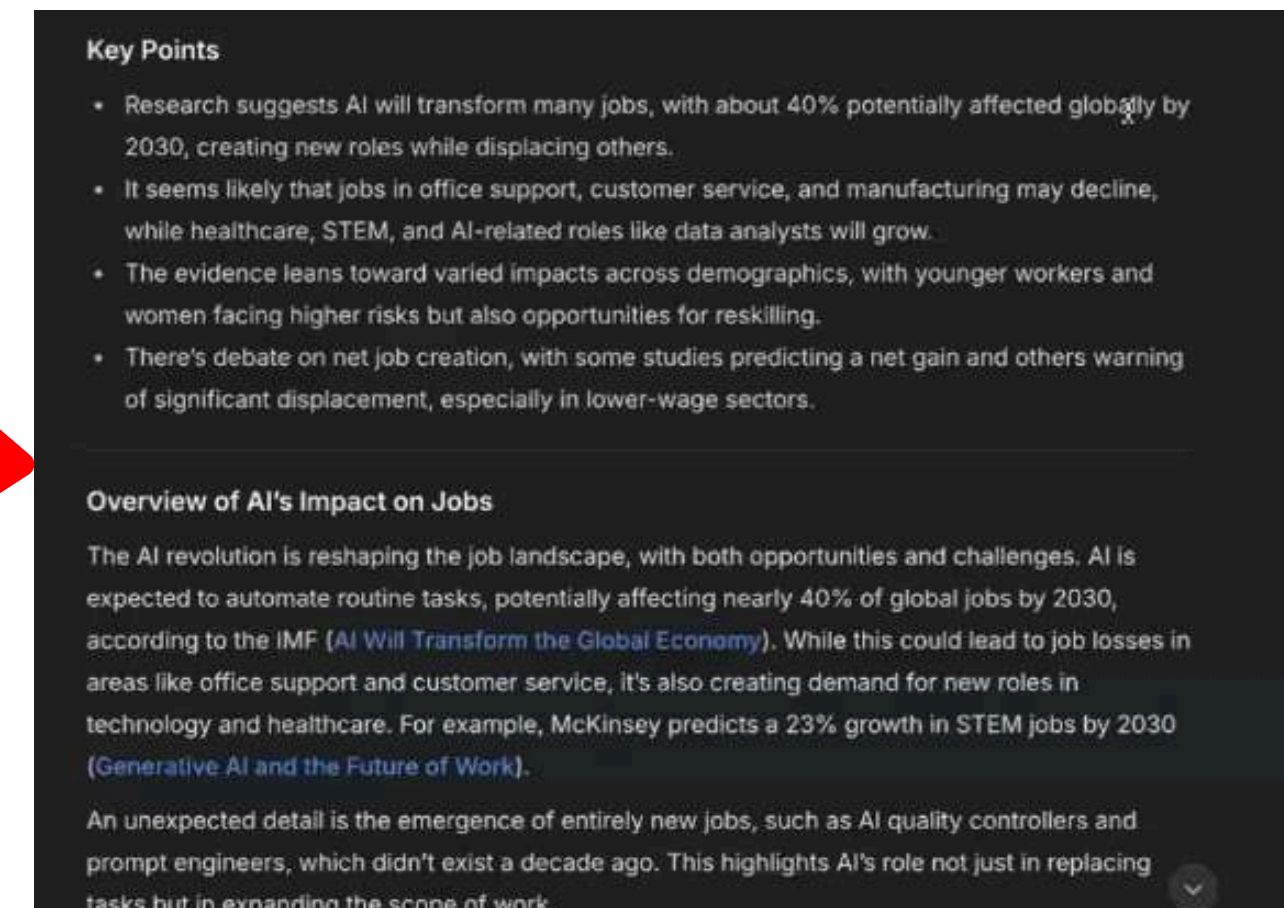 Key Points
• Research suggests AI will transform many jobs, with about 40% potentially affected globally by
2030, creating new roles while displacing others.
• It seems likely that jobs in office support, customer service, and manufacturing may decline,
while healthcare, STEM, and AI-related roles like data analysts will grow.
• The evidence leans toward varied impacts across demographics, with younger workers and
women facing higher risks but also opportunities for reskilling.
• There's debate on net job creation, with some studies predicting a net gain and others warning
of significant displacement, especially in lower-wage sectors.
Overview of AI's Impact on Jobs
The AI revolution is reshaping the job landscape, with both opportunities and challenges. AI is
expected to automate routine tasks, potentially affecting nearly 40% of global jobs by 2030,
according to the IMF (AI Will Transform the Global Economy). While this could lead to job losses in
areas like office support and customer service, it's also creating demand for new roles in
technology and healthcare. For example, McKinsey predicts a 23% growth in STEM jobs by 2030
(Generative AI and the Future of Work).
An unexpected detail is the emergence of entirely new jobs, such as AI quality controllers and
prompt engineers, which didn't exist a decade ago. This highlights AI's role not just in replacing
tasks but in expanding the scope of work.